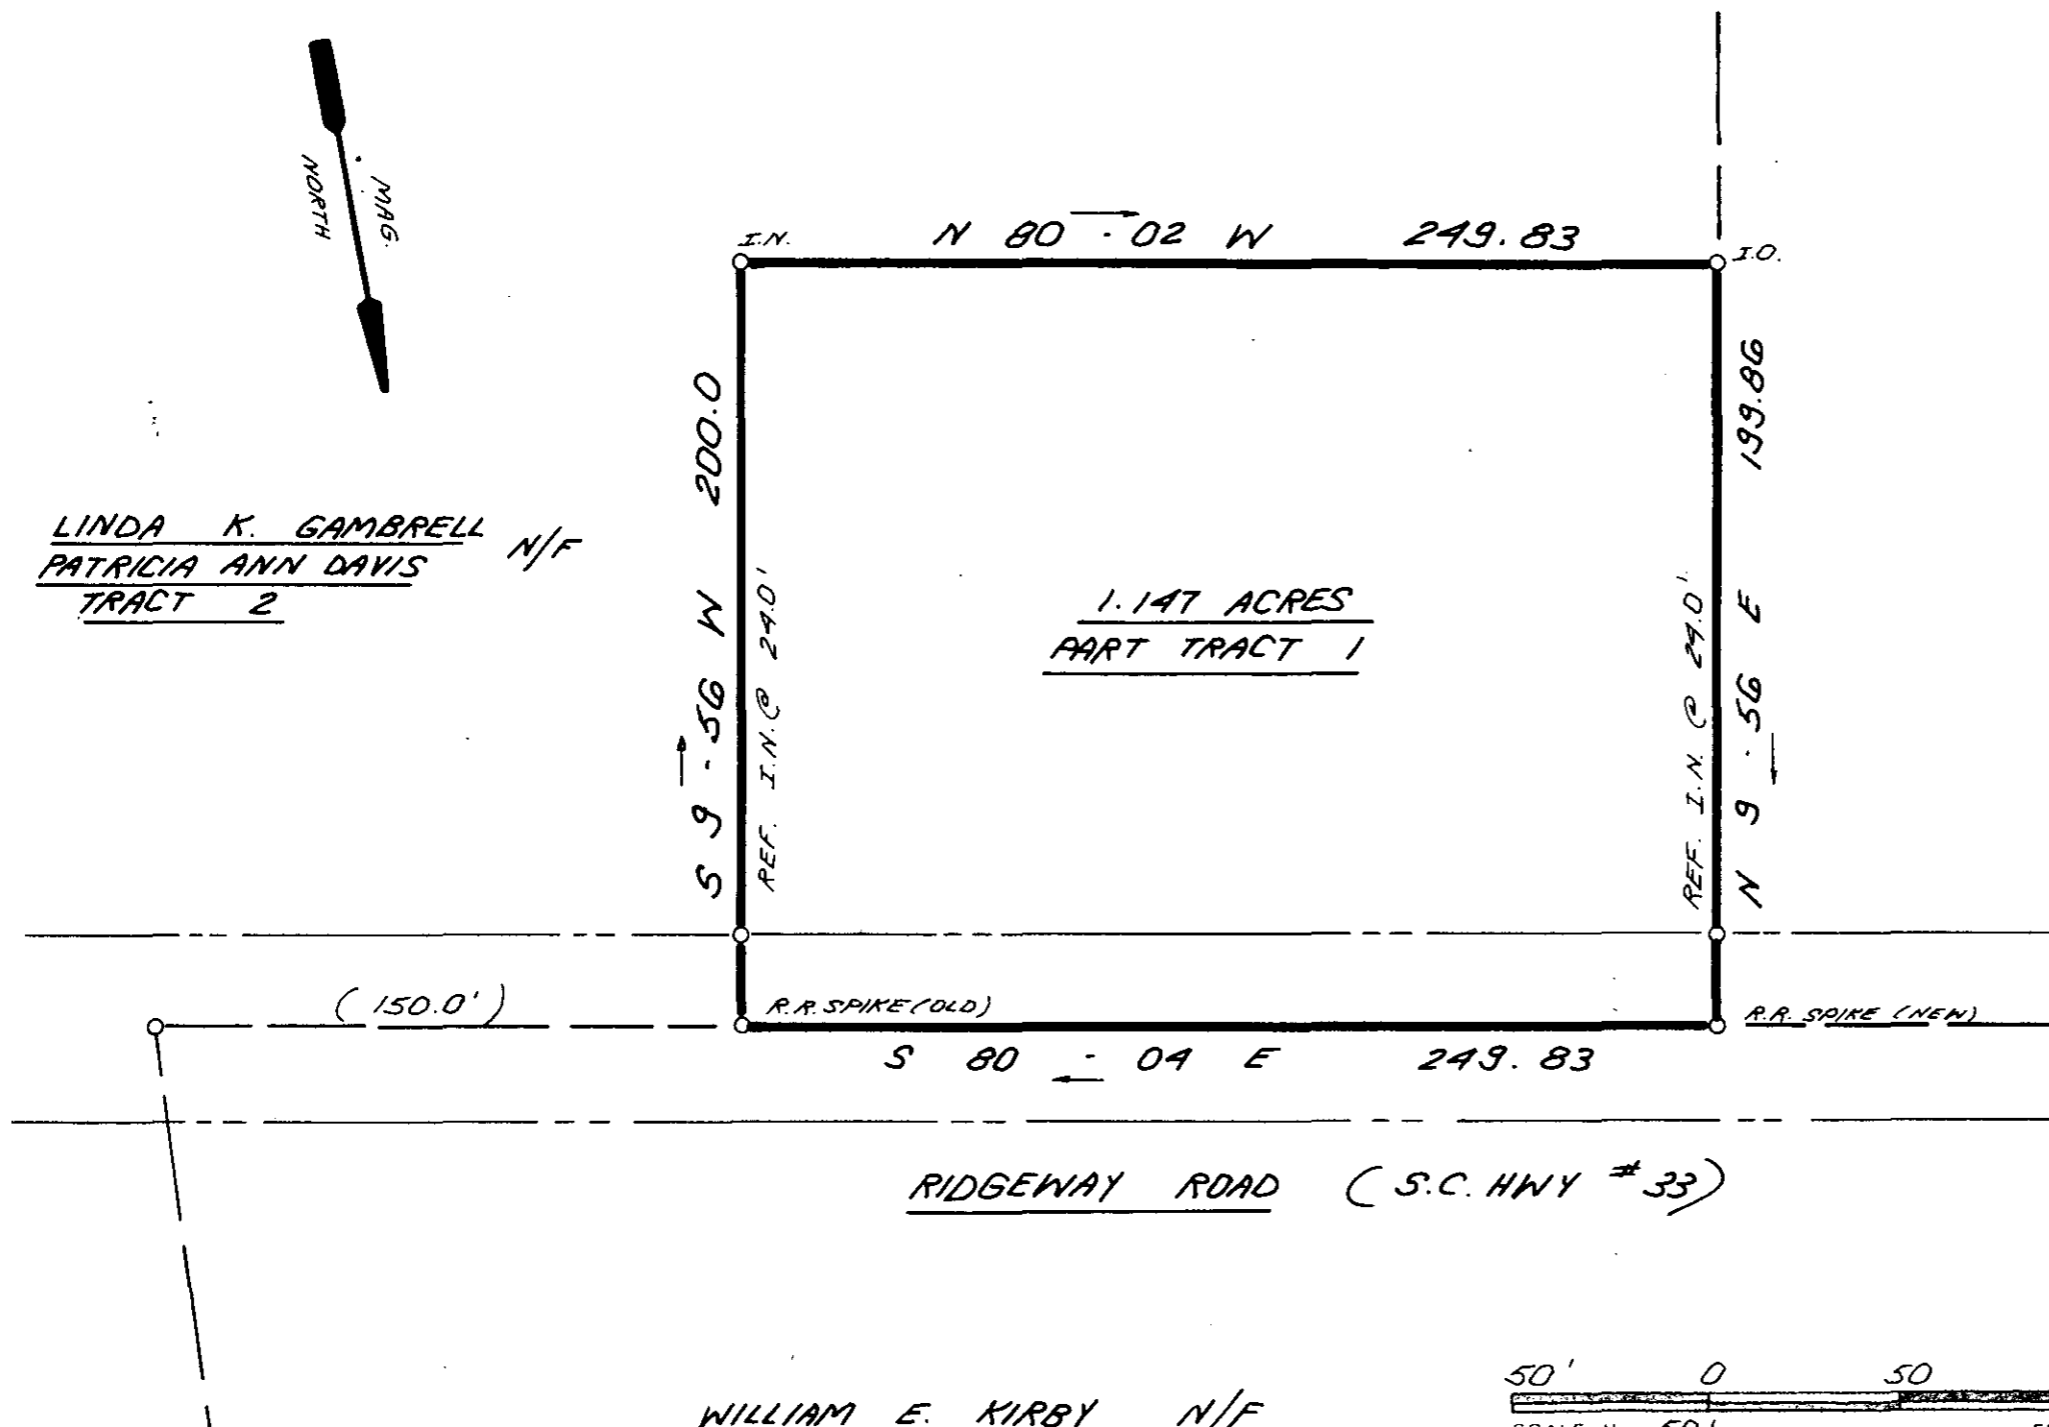 MAG.
NORTH
I.N.
N 80 - 02 W 249.83
I.O.
S 9 - 56 W 200.0
REF. I.N. @ 24.0'
LINDA K. GAMBRELL
PATRICIA ANN DAVIS N/F
TRACT 2
1.147 ACRES
PART TRACT 1
REF. I.N. @ 24.0'
N 9 - 56 E 199.86
(150.0')
R.R. SPIKE (OLD)
R.R. SPIKE (NEW)
S 80 - 04 E 249.83
RIDGEWAY ROAD (S.C. HWY # 33)
50' 0 50
WILLIAM E. KIRBY N/F